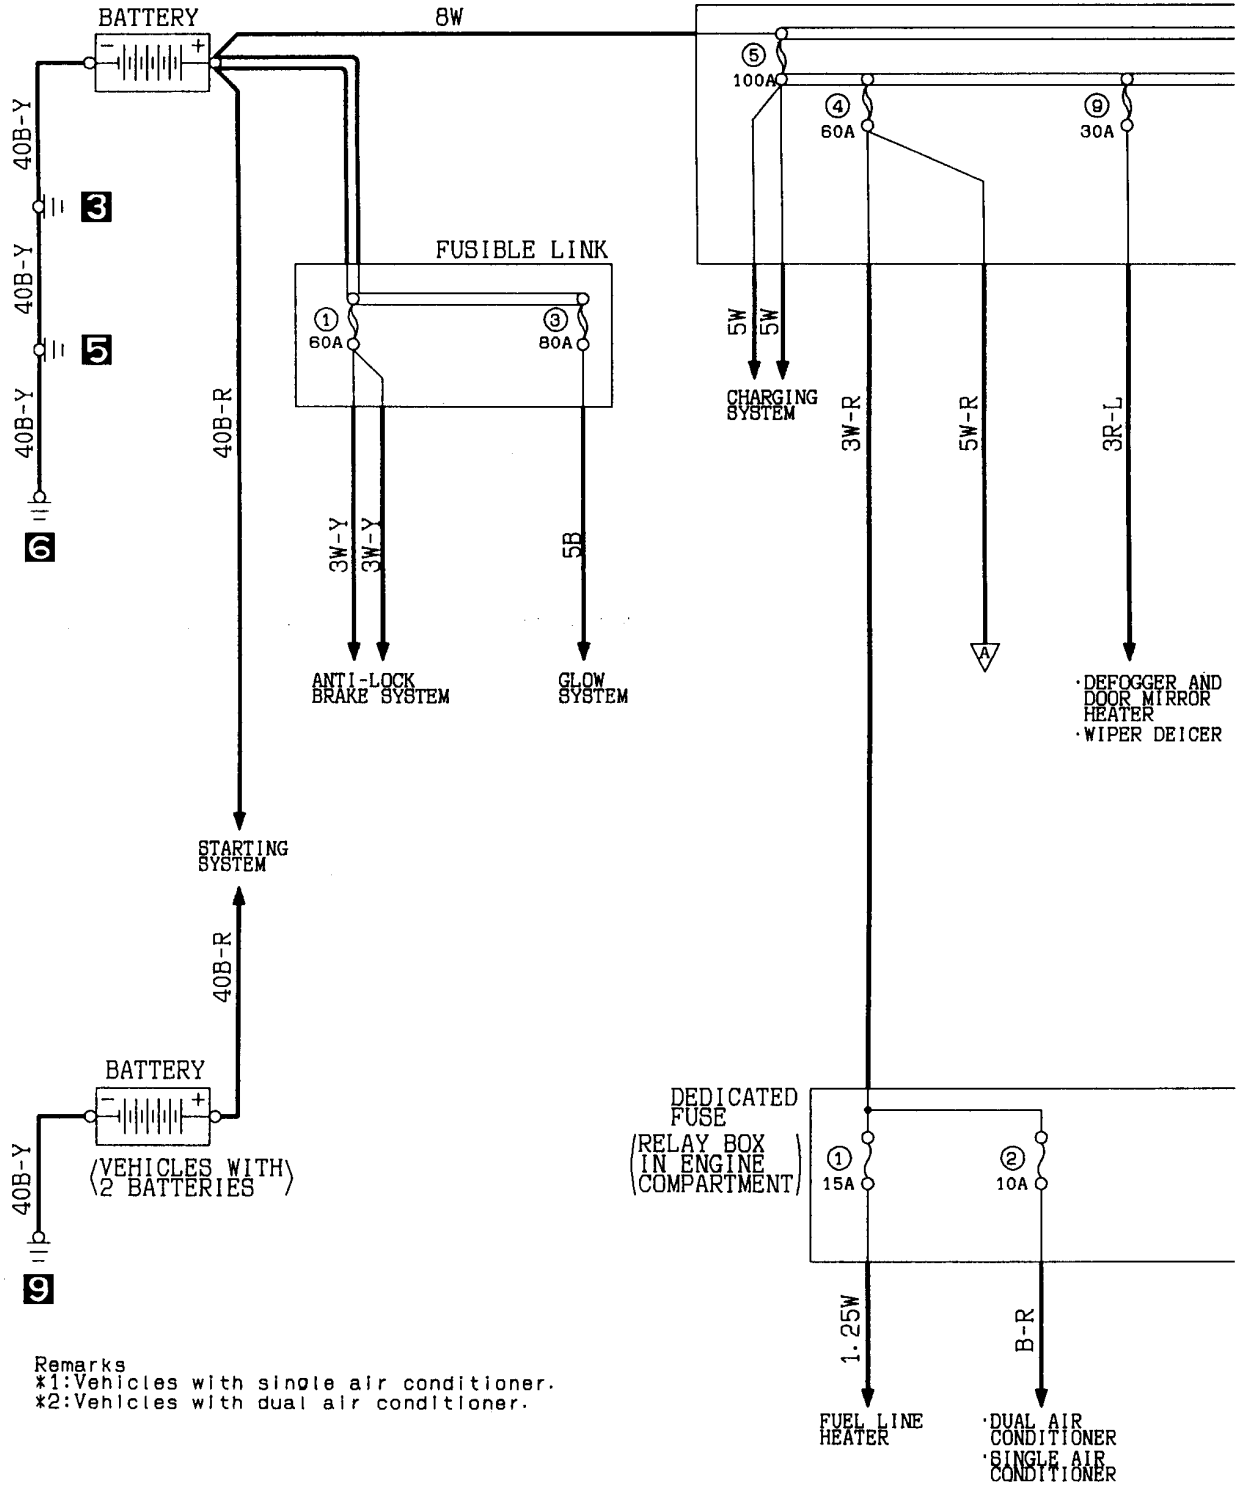 BATTERY
8W
- +
⑤
100A
④
60A
⑨
30A
40B-Y
3
40B-Y
5
40B-Y
6
40B-R
FUSIBLE LINK
①
60A
③
80A
5W
5W
CHARGING
SYSTEM
3W-R
5W-R
3R-L
3W-Y
3W-Y
5B
A
ANTI-LOCK
BRAKE SYSTEM
GLOW
SYSTEM
·DEFOGGER AND
DOOR MIRROR
HEATER
·WIPER DEICER
STARTING
SYSTEM
40B-R
BATTERY
- +
(VEHICLES WITH
2 BATTERIES)
40B-Y
9
DEDICATED
FUSE
(RELAY BOX
IN ENGINE
COMPARTMENT)
①
15A
②
10A
1.25W
B-R
FUEL LINE
HEATER
·DUAL AIR
CONDITIONER
·SINGLE AIR
CONDITIONER
Remarks
*1:Vehicles with single air conditioner.
*2:Vehicles with dual air conditioner.